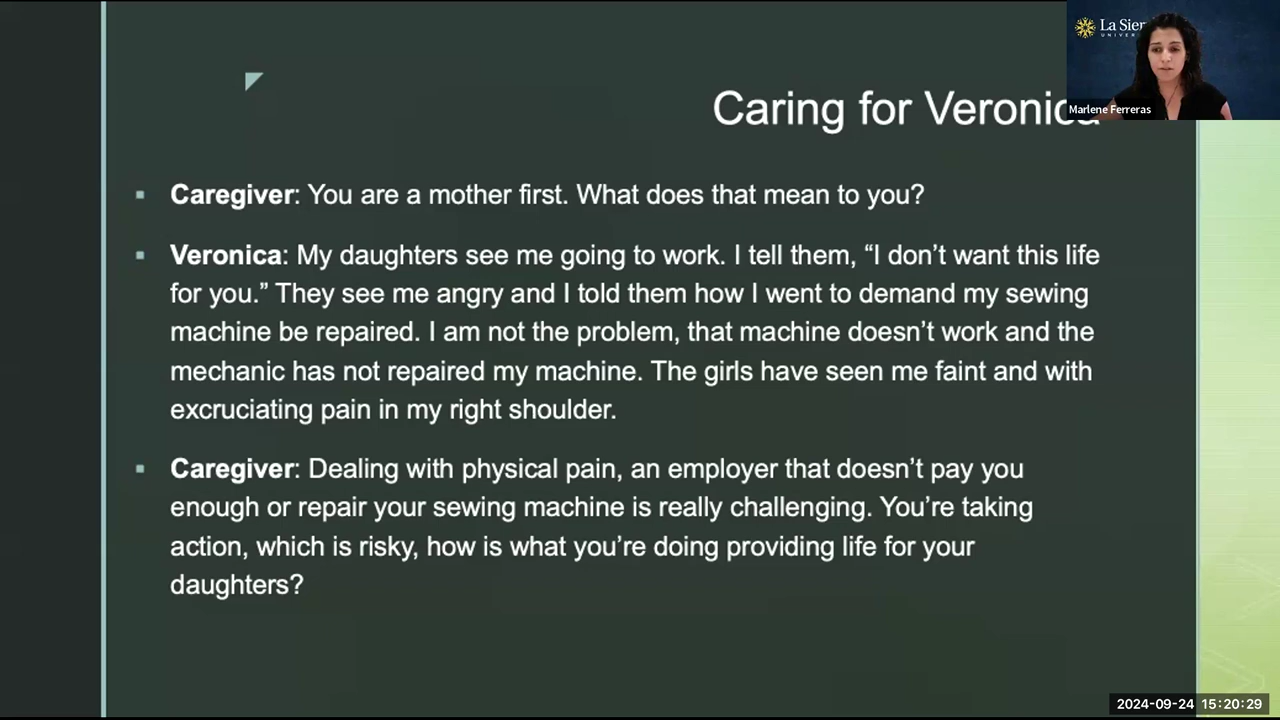 La Sier
UNIVER
Marlene Ferreras
Caring for Veronica
Caregiver: You are a mother first. What does that mean to you?
Veronica: My daughters see me going to work. I tell them, “I don’t want this life
for you.” They see me angry and I told them how I went to demand my sewing
machine be repaired. I am not the problem, that machine doesn’t work and the
mechanic has not repaired my machine. The girls have seen me faint and with
excruciating pain in my right shoulder.
Caregiver: Dealing with physical pain, an employer that doesn’t pay you
enough or repair your sewing machine is really challenging. You’re taking
action, which is risky, how is what you’re doing providing life for your
daughters?
2024-09-24 15:20:29